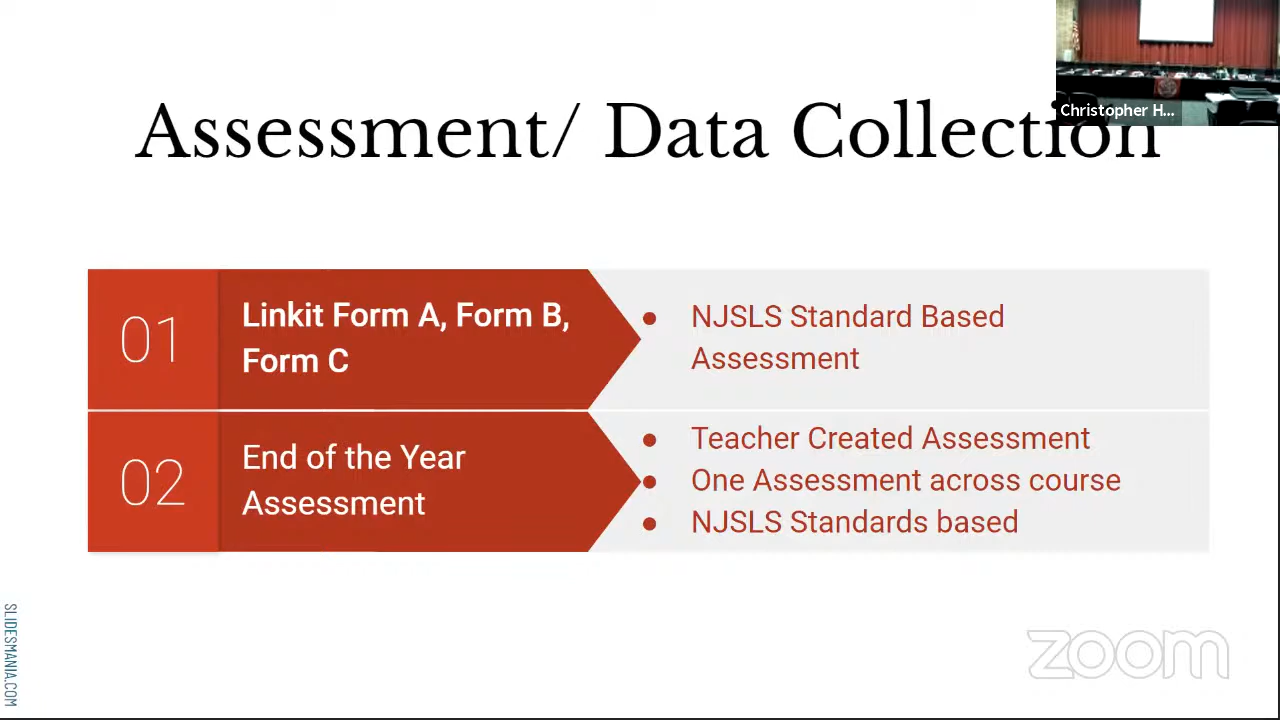 Christopher H...
Assessment/ Data Collection
01
Linkit Form A, Form B,
Form C
● NJSLS Standard Based
Assessment
02
End of the Year
Assessment
● Teacher Created Assessment
● One Assessment across course
● NJSLS Standards based
SLIDESMANIA.COM
zoom